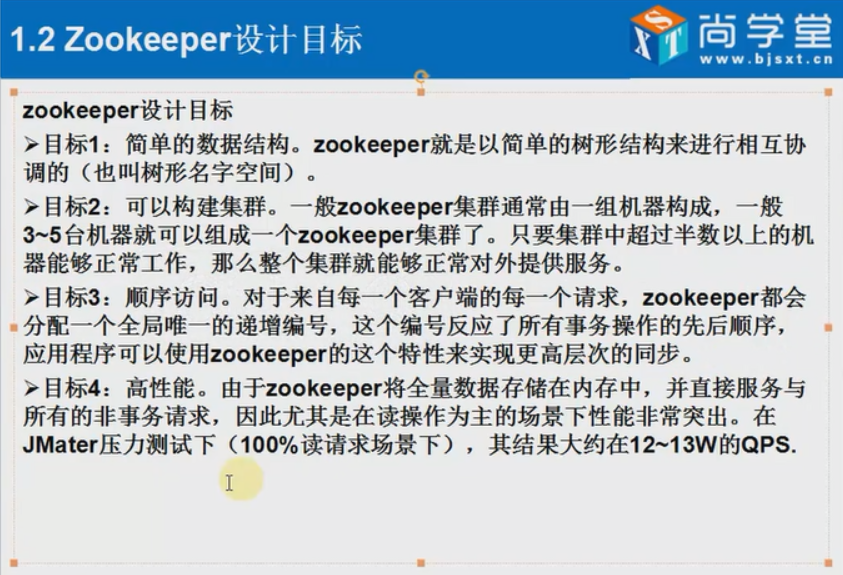 1.2 Zookeeper设计目标
SXT
尚学堂
www.bjsxt.cn
zookeeper设计目标
➢目标1：简单的数据结构。zookeeper就是以简单的树形结构来进行相互协
调的（也叫树形名字空间）。
➢目标2：可以构建集群。一般zookeeper集群通常由一组机器构成，一般
3~5台机器就可以组成一个zookeeper集群了。只要集群中超过半数以上的机
器能够正常工作，那么整个集群就能够正常对外提供服务。
➢目标3：顺序访问。对于来自每一个客户端的每一个请求，zookeeper都会
分配一个全局唯一的递增编号，这个编号反应了所有事务操作的先后顺序，
应用程序可以使用zookeeper的这个特性来实现更高层次的同步。
➢目标4：高性能。由于zookeeper将全量数据存储在内存中，并直接服务与
所有的非事务请求，因此尤其是在读操作为主的场景下性能非常突出。在
JMater压力测试下（100%读请求场景下），其结果大约在12~13W的QPS.